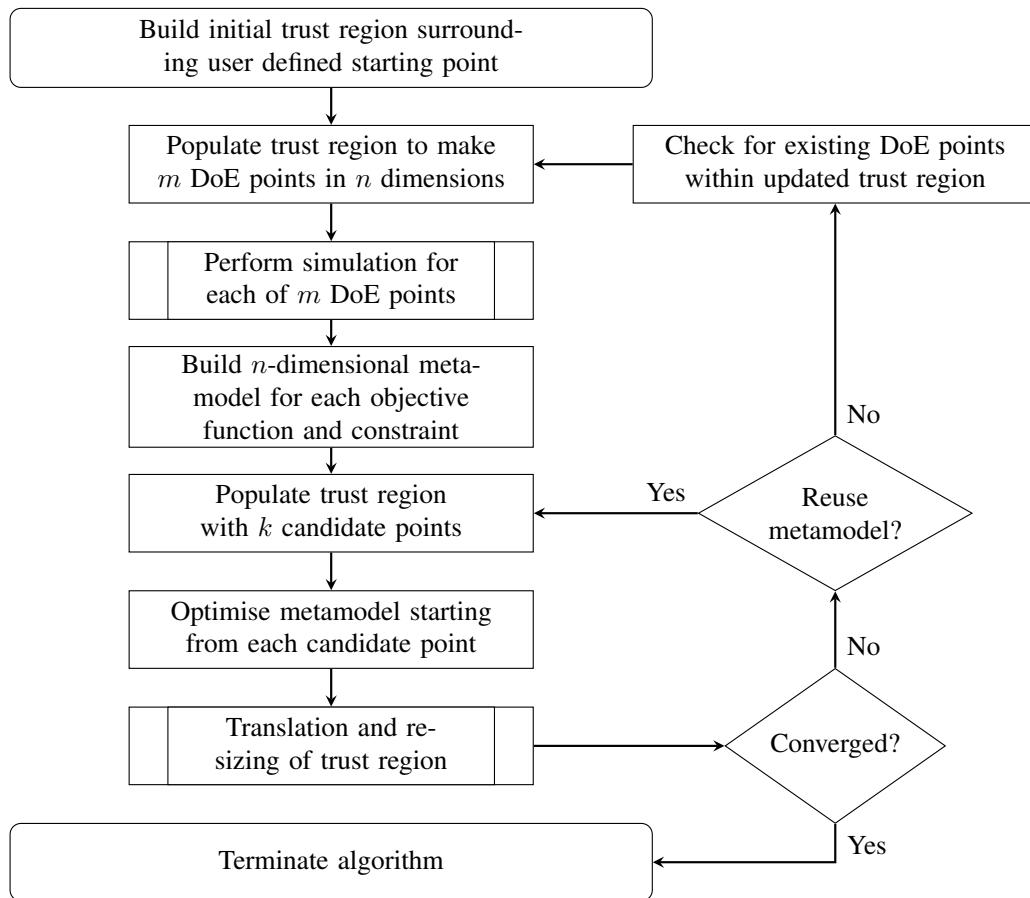 Build initial trust region surround-
ing user defined starting point
Populate trust region to make
m DoE points in n dimensions
Check for existing DoE points
within updated trust region
Perform simulation for
each of m DoE points
Build n-dimensional meta-
model for each objective
function and constraint
No
Populate trust region
with k candidate points
Yes
Reuse
metamodel?
Optimise metamodel starting
from each candidate point
No
Translation and re-
sizing of trust region
Converged?
Yes
Terminate algorithm